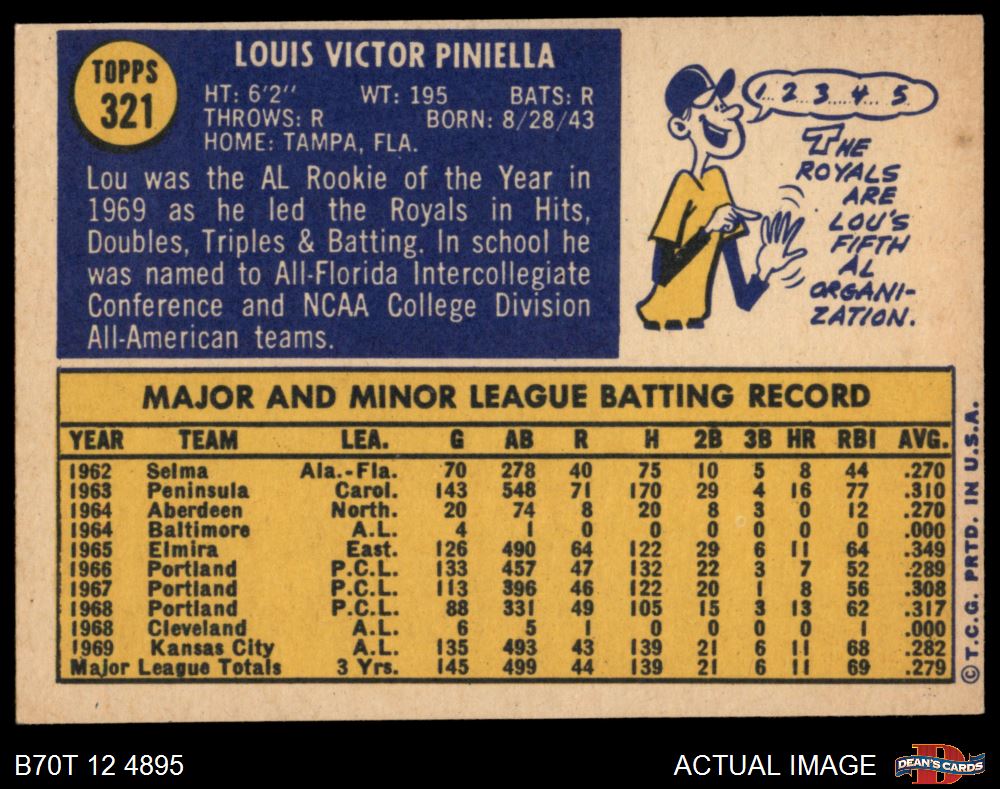 TOPPS
321
LOUIS VICTOR PINIELLA
HT: 6'2" WT: 195 BATS: R
THROWS: R BORN: 8/28/43
HOME: TAMPA, FLA.
Lou was the AL Rookie of the Year in
1969 as he led the Royals in Hits,
Doubles, Triples & Batting. In school he
was named to All-Florida Intercollegiate
Conference and NCAA College Division
All-American teams.
1... 2... 3... 4... 5
THE
ROYALS
ARE
LOU'S
FIFTH
AL
ORGANI-
ZATION.
MAJOR AND MINOR LEAGUE BATTING RECORD
YEAR TEAM LEA. G AB R H 2B 3B HR RBI AVG.
1962 Selma Ala.-Fla. 70 278 40 75 10 5 8 44 .270
1963 Peninsula Carol. 143 548 71 170 29 4 16 77 .310
1964 Aberdeen North. 20 74 8 20 8 3 0 12 .270
1964 Baltimore A.L. 4 1 0 0 0 0 0 0 .000
1965 Elmira East. 126 490 64 122 29 6 11 64 .349
1966 Portland P.C.L. 133 457 47 132 22 3 7 52 .289
1967 Portland P.C.L. 113 396 46 122 20 1 8 56 .308
1968 Portland P.C.L. 88 331 49 105 15 3 13 62 .317
1968 Cleveland A.L. 6 5 1 0 0 0 0 1 .000
1969 Kansas City A.L. 135 493 43 139 21 6 11 68 .282
Major League Totals 3 Yrs. 145 499 44 139 21 6 11 69 .279
© T.C.G. PRTD. IN U.S.A.
B70T 12 4895
ACTUAL IMAGE
D
DEAN'S CARDS